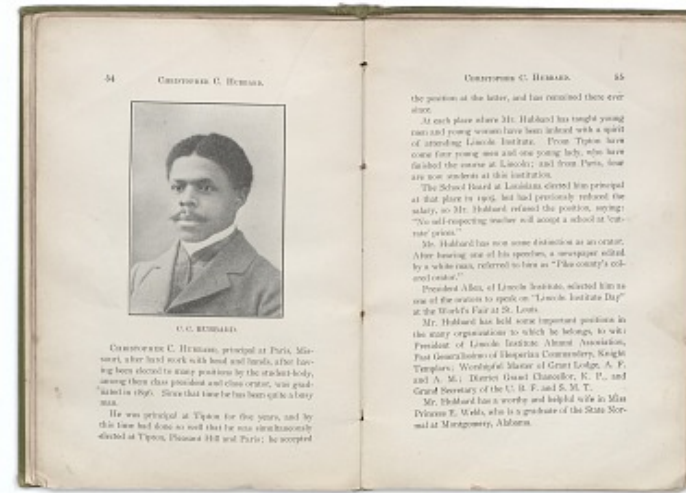 54
CHRISTOPHER C. HUBBARD.
C. C. HUBBARD.
CHRISTOPHER C. HUBBARD, principal at Paris, Mis-
souri, after hard work with head and hands, after hav-
ing been elected to many positions by the student-body,
among them class president and class orator, was grad-
uated in 1896. Since that time he has been quite a busy
man.
He was principal at Tipton for five years, and by
this time had done so well that he was simultaneously
elected at Tipton, Pleasant Hill and Paris; he accepted
CHRISTOPHER C. HUBBARD.
55
the position at the latter, and has remained there ever
since.
At each place where Mr. Hubbard has taught young
men and young women have been imbued with a spirit
of attending Lincoln Institute. From Tipton have
come four young men and one young lady, who have
finished the course at Lincoln; and from Paris, four
are now students at this institution.
The School Board at Louisiana elected him principal
at that place in 1905, but had previously reduced the
salary, so Mr. Hubbard refused the position, saying:
"No self-respecting teacher will accept a school at 'cut-
rate' prices."
Mr. Hubbard has won some distinction as an orator.
After hearing one of his speeches, a newspaper edited
by a white man, referred to him as "Pike county's col-
ored orator."
President Allen, of Lincoln Institute, selected him as
one of the orators to speak on "Lincoln Institute Day"
at the World's Fair at St. Louis.
Mr. Hubbard has held some important positions in
the many organizations to which he belongs, to wit:
President of Lincoln Institute Alumni Association,
Past Generalissimo of Hesperian Commandery, Knight
Templars; Worshipful Master of Grant Lodge, A. F.
and A. M.; District Grand Chancellor, K. P., and
Grand Secretary of the U. B. F. and S. M. T.
Mr. Hubbard has a worthy and helpful wife in Miss
Princess E. Webb, who is a graduate of the State Nor-
mal at Montgomery, Alabama.